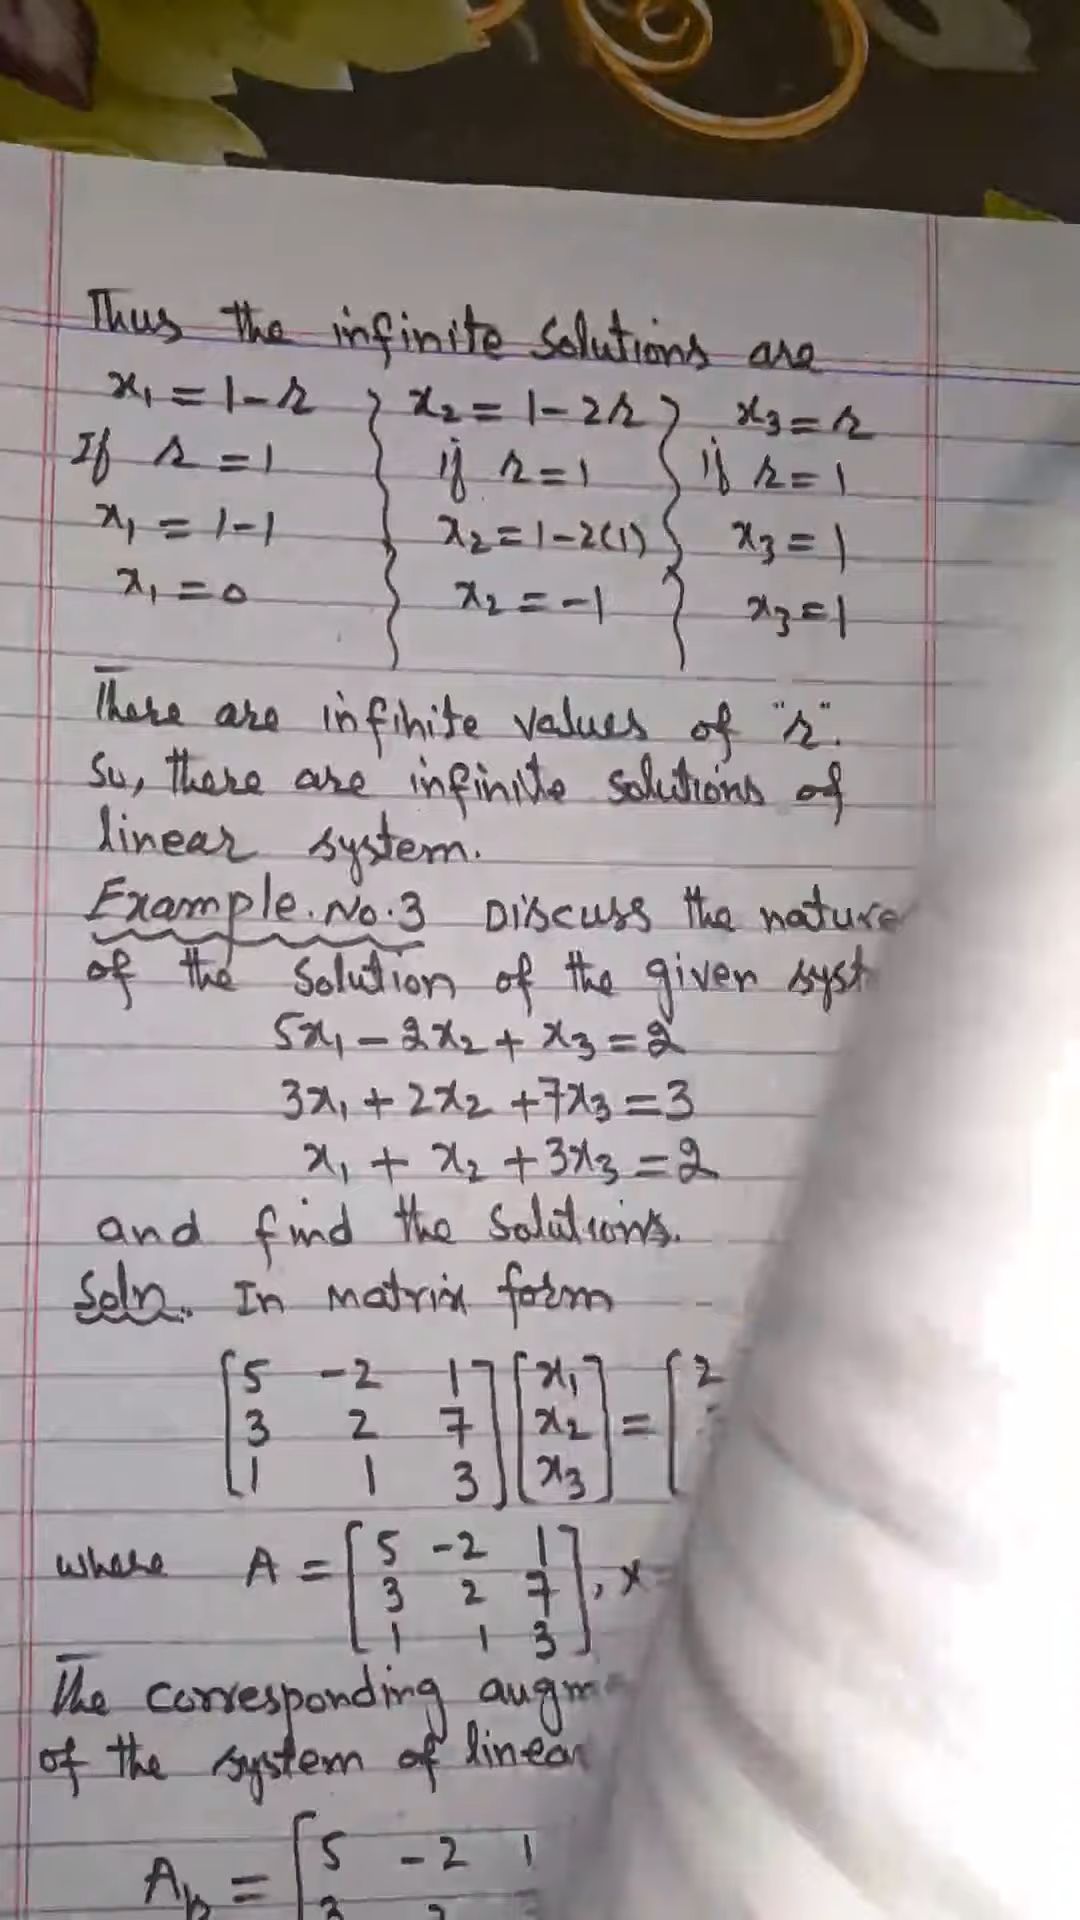 Thus the infinite solutions are
x₁ = 1-r } x₂ = 1-2r } x₃ = r
If r = 1 if r = 1 if r = 1
x₁ = 1-1 x₂ = 1-2(1) x₃ = 1
x₁ = 0 x₂ = -1 x₃ = 1
There are infinite values of "r".
So, there are infinite solutions of
linear system.
Example.No.3 Discuss the nature
of the solution of the given syst
5x₁ - 2x₂ + x₃ = 2
3x₁ + 2x₂ + 7x₃ = 3
x₁ + x₂ + 3x₃ = 2
and find the solutions.
Soln. In matrix form
[5 -2 1] [x₁] = [2
[3 2 7] [x₂]
[1 1 3] [x₃]
where A = [5 -2 1], x =
[3 2 7]
[1 1 3]
The corresponding augm
of the system of linear
A_b = [5 -2 1
3 2